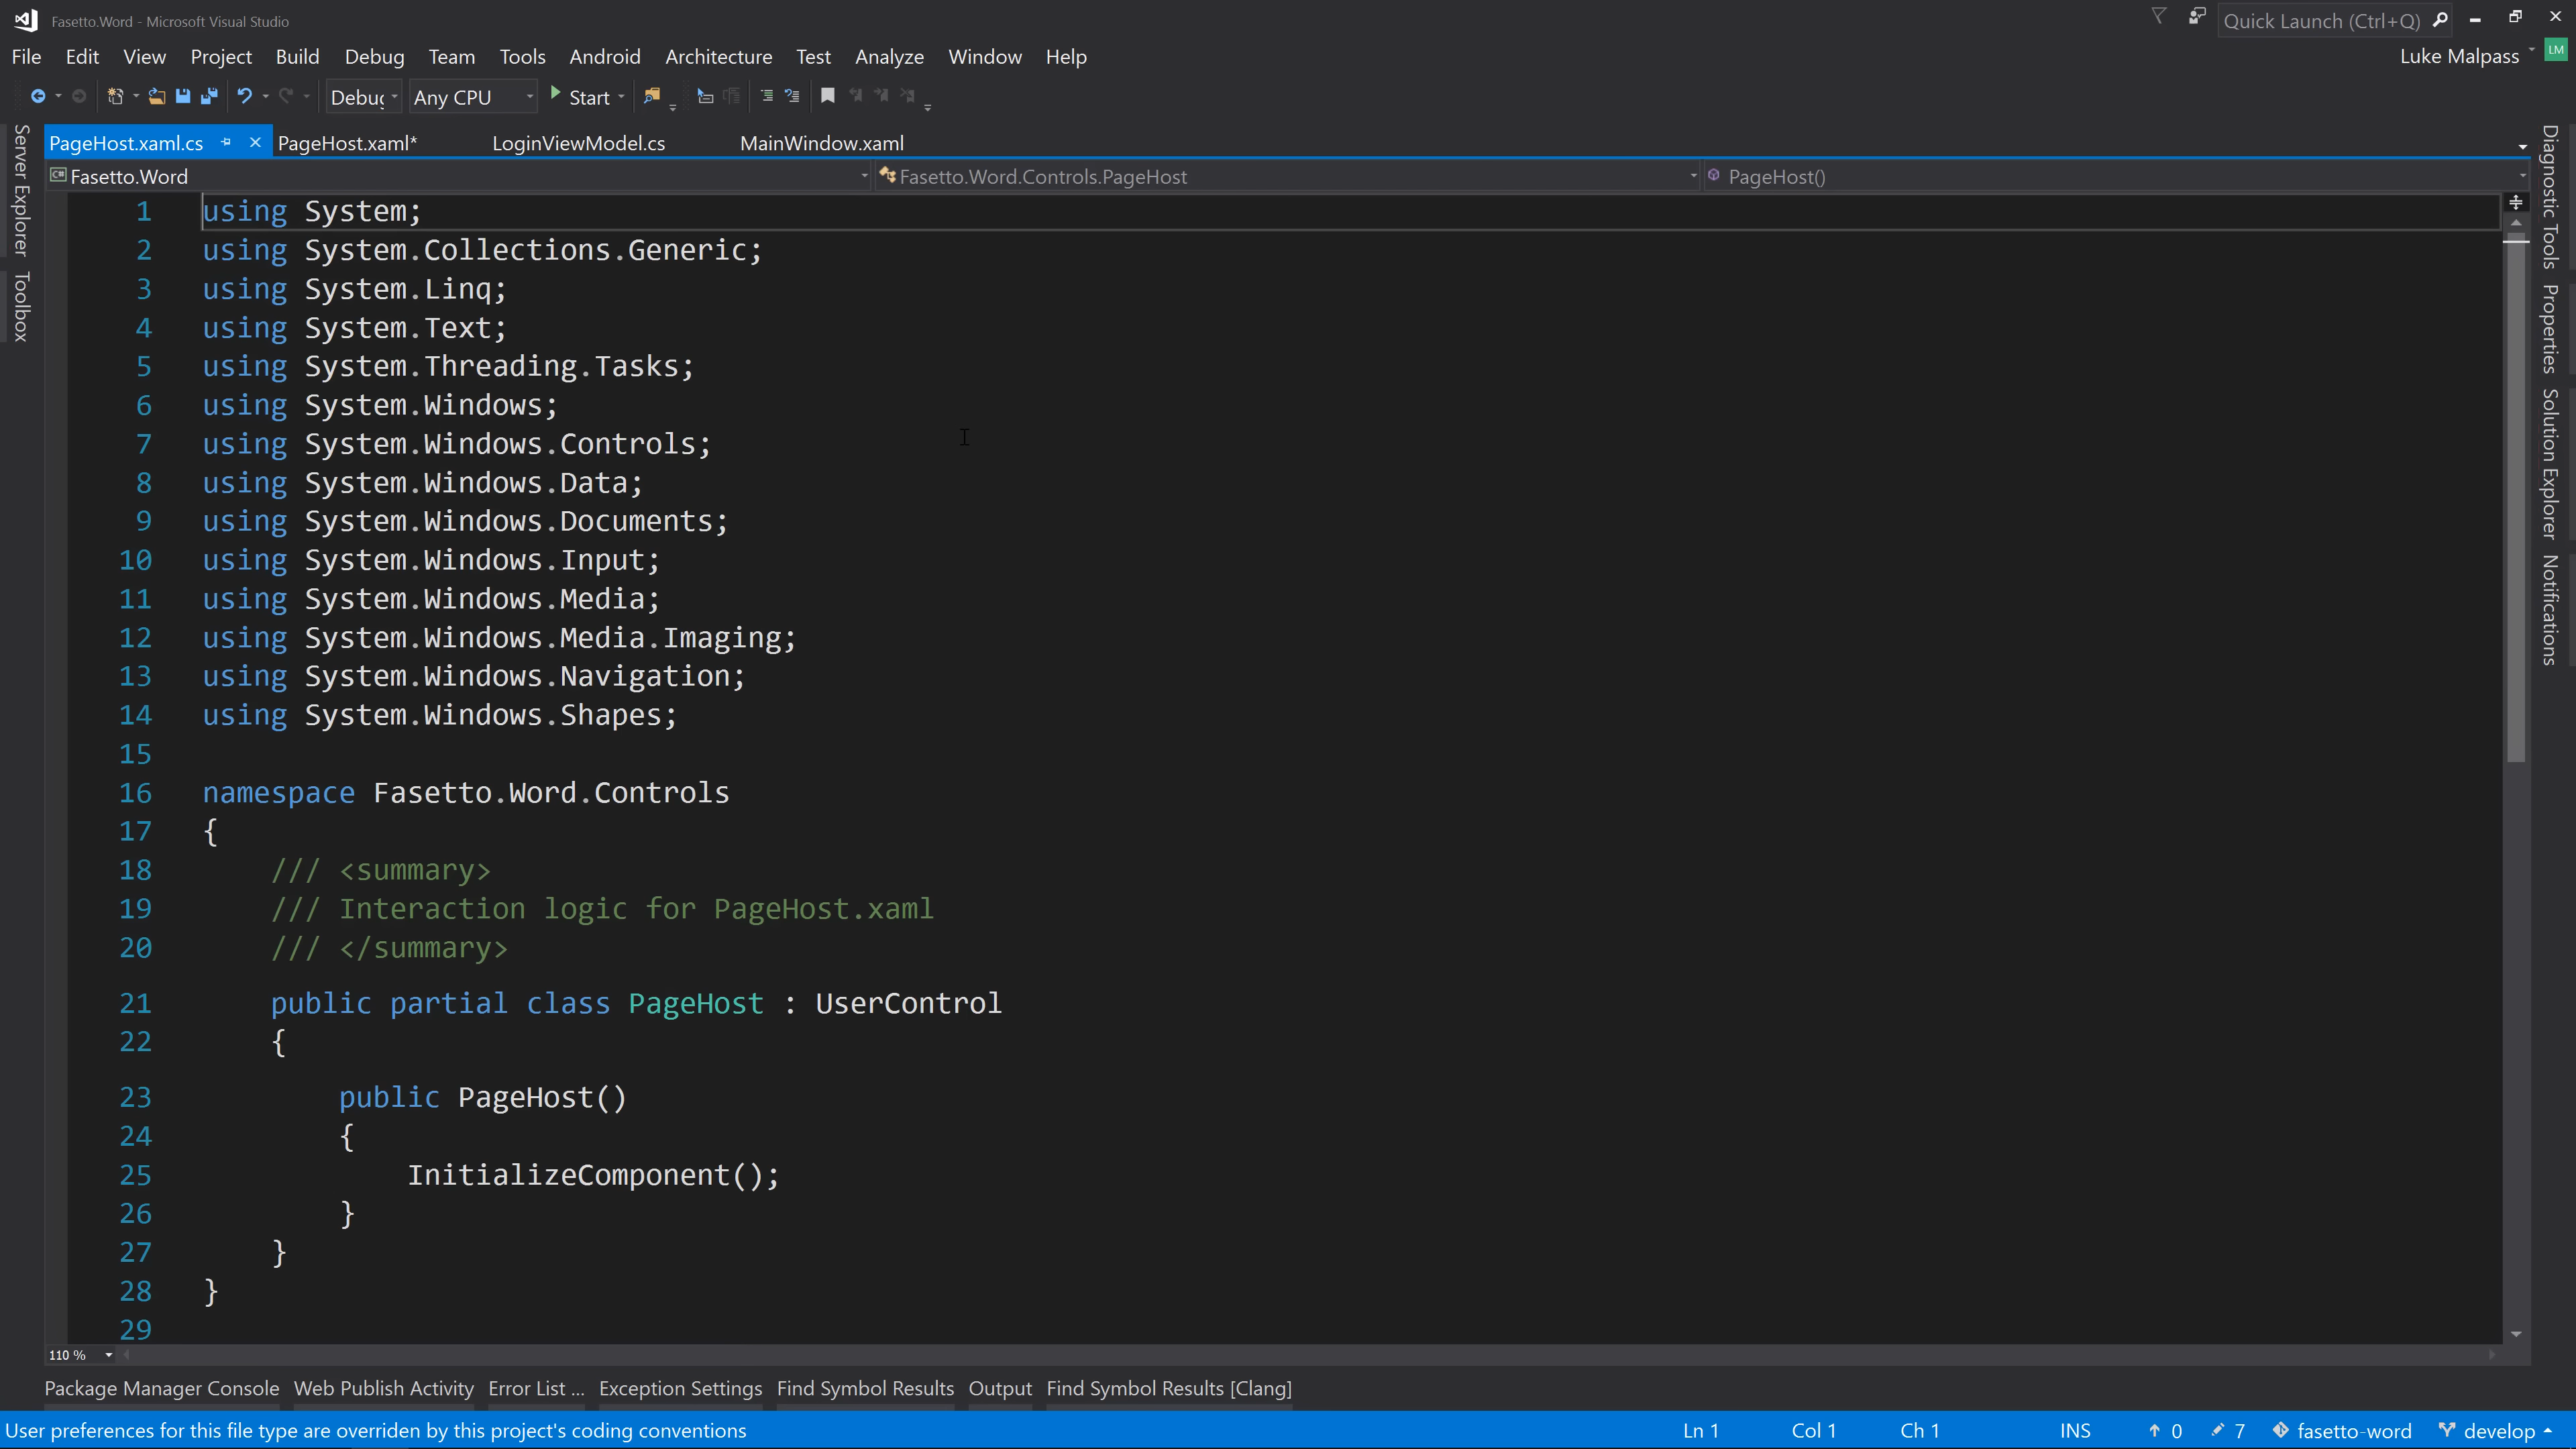 Fasetto.Word - Microsoft Visual Studio
Quick Launch (Ctrl+Q)
File Edit View Project Build Debug Team Tools Android Architecture Test Analyze Window Help
Luke Malpass LM
Debug Any CPU Start
PageHost.xaml.cs PageHost.xaml* LoginViewModel.cs MainWindow.xaml
C# Fasetto.Word Fasetto.Word.Controls.PageHost PageHost()
Server Explorer
Toolbox
1 using System;
2 using System.Collections.Generic;
3 using System.Linq;
4 using System.Text;
5 using System.Threading.Tasks;
6 using System.Windows;
7 using System.Windows.Controls;
8 using System.Windows.Data;
9 using System.Windows.Documents;
10 using System.Windows.Input;
11 using System.Windows.Media;
12 using System.Windows.Media.Imaging;
13 using System.Windows.Navigation;
14 using System.Windows.Shapes;
15
16 namespace Fasetto.Word.Controls
17 {
18 /// <summary>
19 /// Interaction logic for PageHost.xaml
20 /// </summary>
21 public partial class PageHost : UserControl
22 {
23 public PageHost()
24 {
25 InitializeComponent();
26 }
27 }
28 }
29
Diagnostic Tools
Properties
Solution Explorer
Notifications
110 %
Package Manager Console Web Publish Activity Error List ... Exception Settings Find Symbol Results Output Find Symbol Results [Clang]
User preferences for this file type are overriden by this project's coding conventions Ln 1 Col 1 Ch 1 INS 0 7 fasetto-word develop